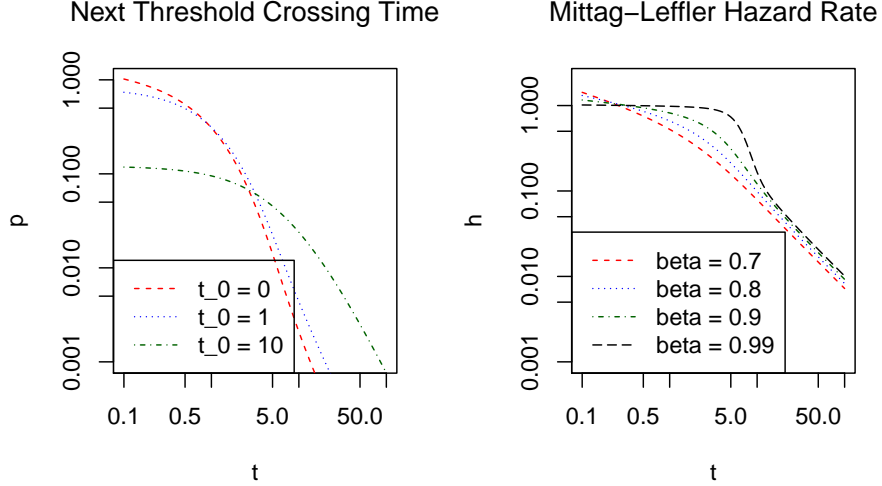 Next Threshold Crossing Time
p
1.000
0.100
0.010
0.001
t_0 = 0
t_0 = 1
t_0 = 10
0.1 0.5 5.0 50.0
t
Mittag−Leffler Hazard Rate
h
1.000
0.100
0.010
0.001
beta = 0.7
beta = 0.8
beta = 0.9
beta = 0.99
0.1 0.5 5.0 50.0
t